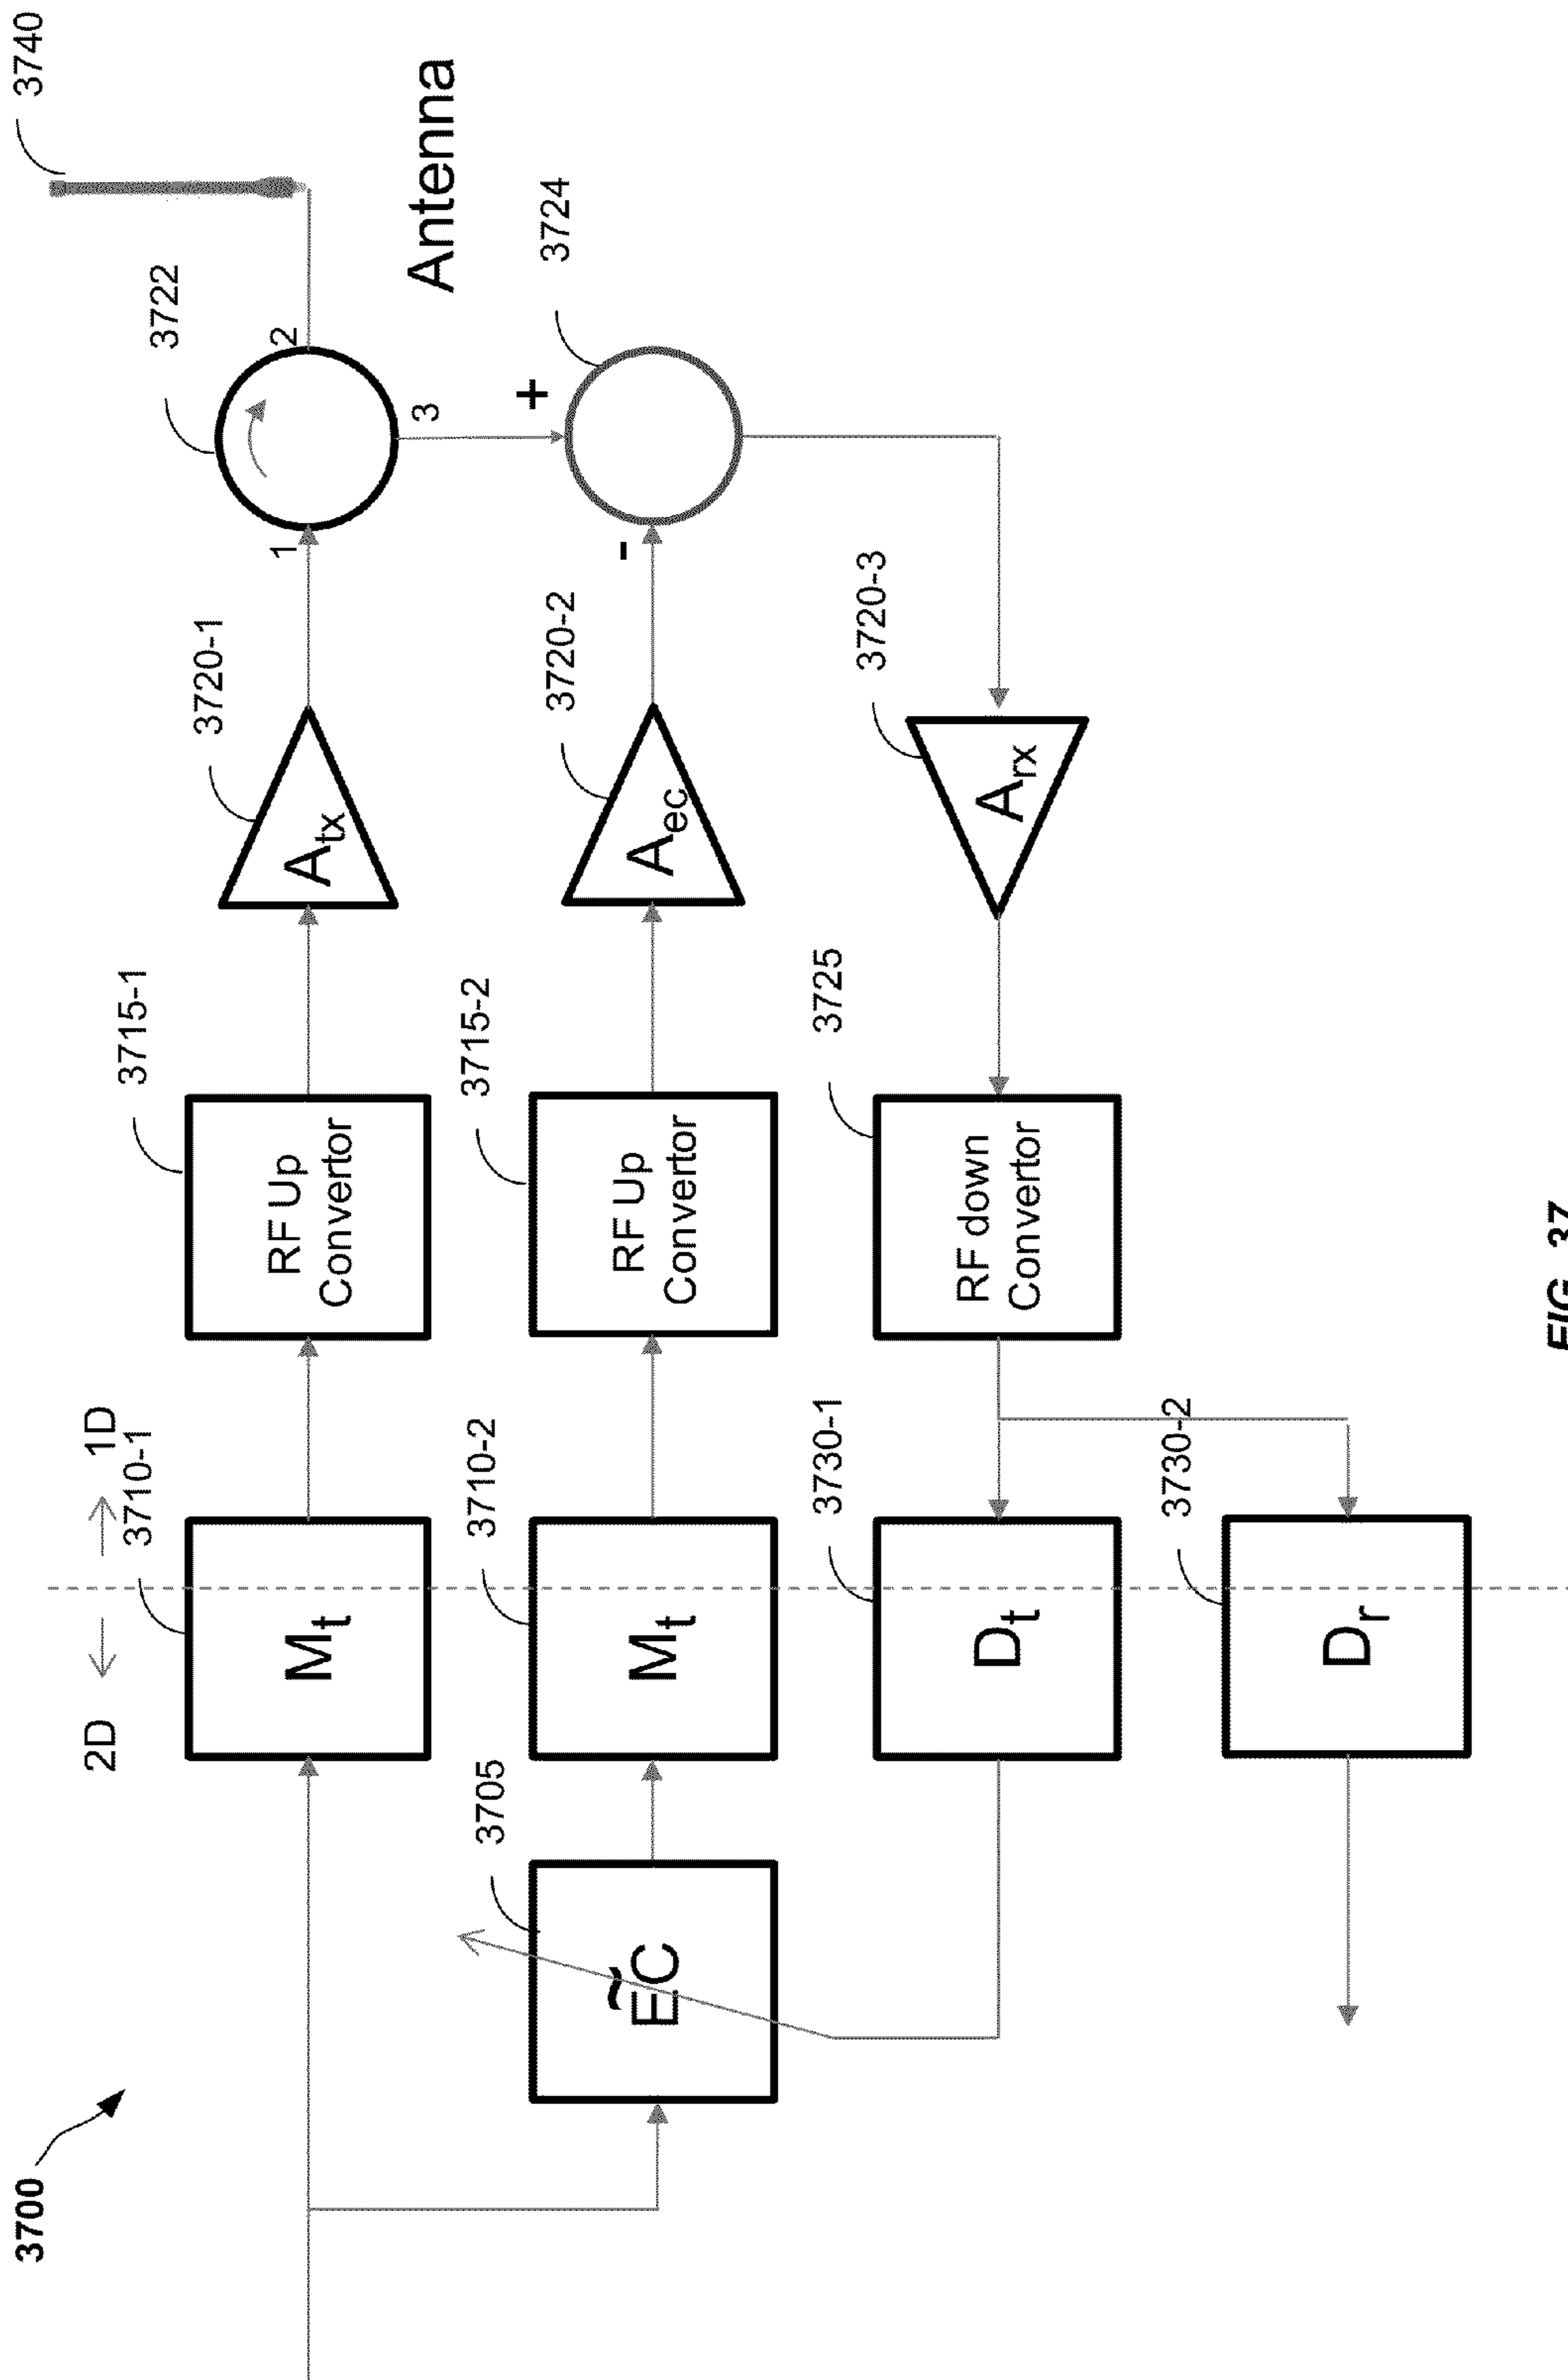 3700
2D
1D
3710-1
3715-1
3720-1
3722
3740
Mt
RF Up
Convertor
Atx
1
2
3
Antenna
3705
3710-2
3715-2
3720-2
3724
ẼC
Mt
RF Up
Convertor
Aec
-
+
3730-1
3725
3720-3
Dt
RF down
Convertor
Arx
3730-2
Dr
FIG. 37